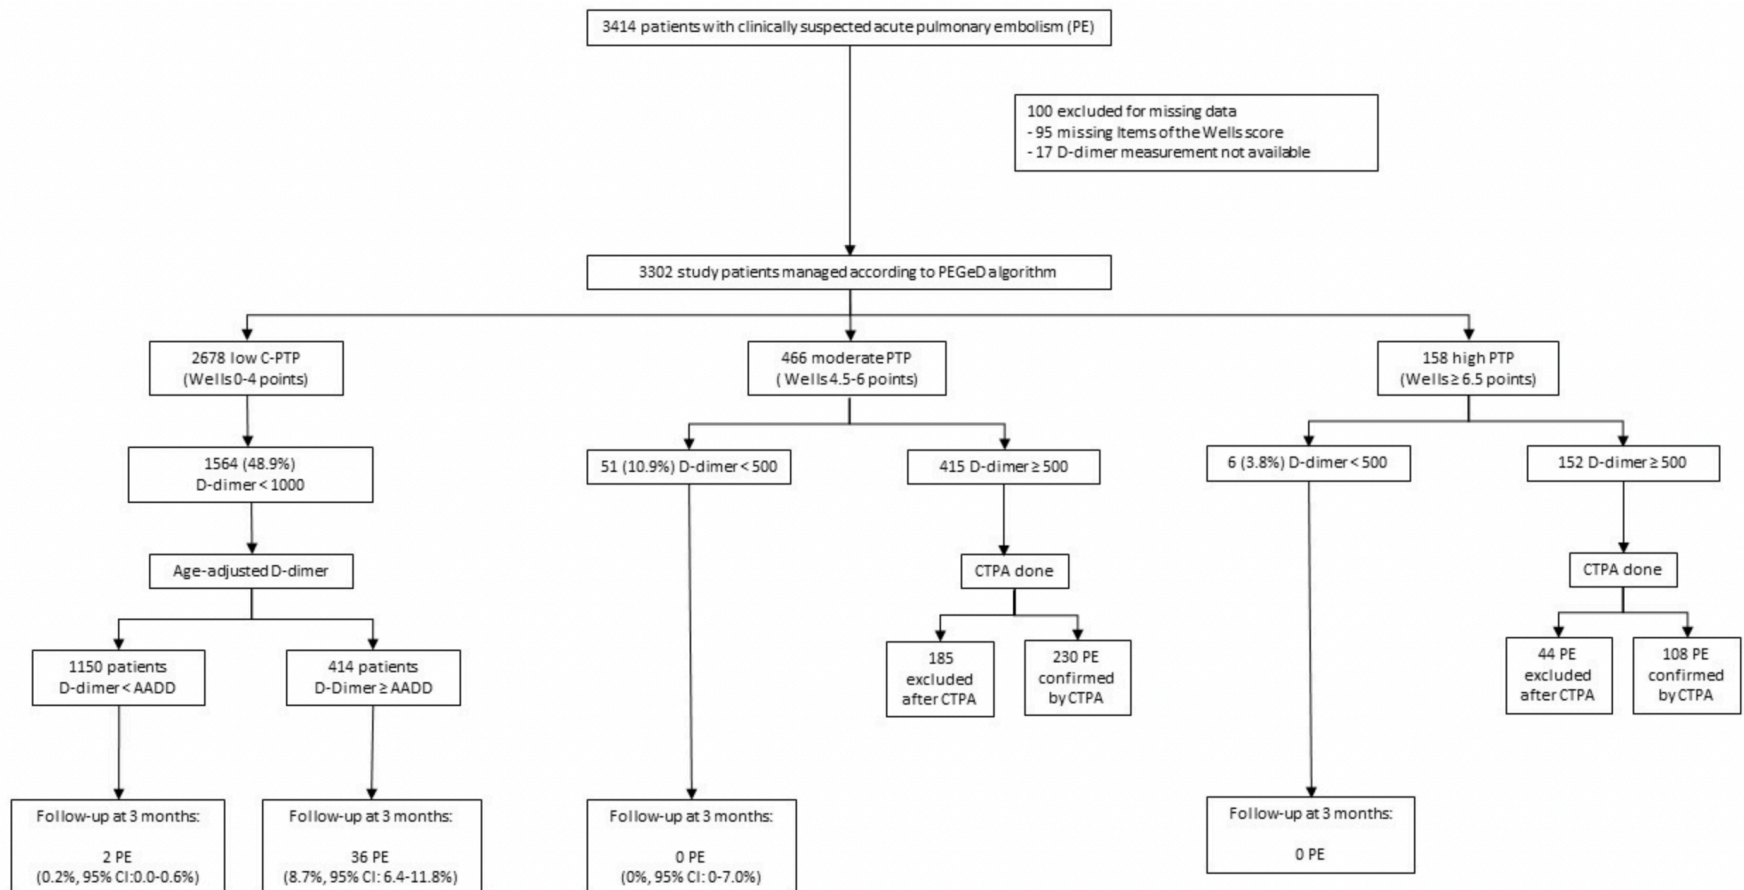 3414 patients with clinically suspected acute pulmonary embolism (PE)
100 excluded for missing data
- 95 missing Items of the Wells score
- 17 D-dimer measurement not available
3302 study patients managed according to PEGeD algorithm
2678 low C-PTP
(Wells 0-4 points)
466 moderate PTP
( Wells 4.5-6 points)
158 high PTP
(Wells ≥ 6.5 points)
1564 (48.9%)
D-dimer < 1000
51 (10.9%) D-dimer < 500
415 D-dimer ≥ 500
6 (3.8%) D-dimer < 500
152 D-dimer ≥ 500
Age-adjusted D-dimer
CTPA done
CTPA done
1150 patients
D-dimer < AADD
414 patients
D-Dimer ≥ AADD
185
excluded
after CTPA
230 PE
confirmed
by CTPA
44 PE
excluded
after CTPA
108 PE
confirmed
by CTPA
Follow-up at 3 months:
2 PE
(0.2%, 95% CI:0.0-0.6%)
Follow-up at 3 months:
36 PE
(8.7%, 95% CI: 6.4-11.8%)
Follow-up at 3 months:
0 PE
(0%, 95% CI: 0-7.0%)
Follow-up at 3 months:
0 PE